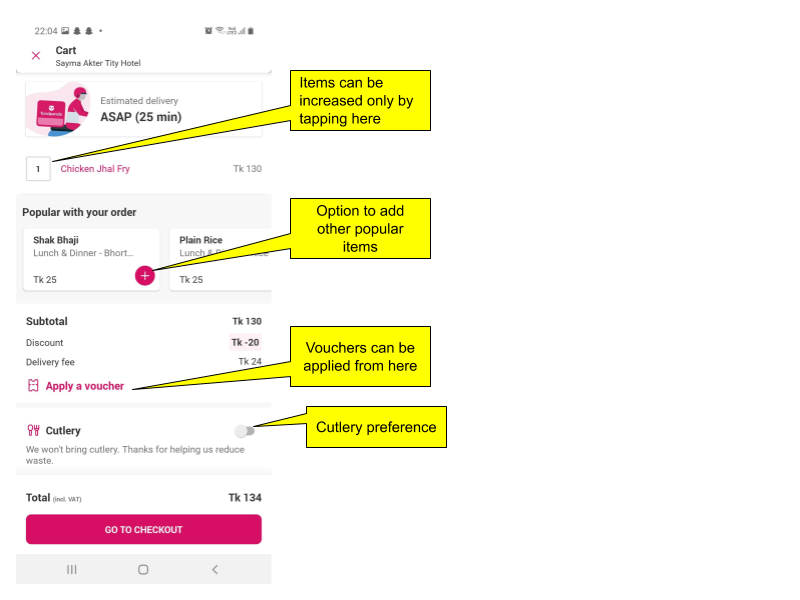 22:04
Cart
Sayma Akter Tity Hotel
Items can be
increased only by
tapping here
foodpanda
Estimated delivery
ASAP (25 min)
1 Chicken Jhal Fry Tk 130
Popular with your order
Option to add
other popular
items
Shak Bhaji
Lunch & Dinner - Bhort...
Tk 25
Plain Rice
Lunch &
Tk 25
Subtotal Tk 130
Discount Tk -20
Delivery fee Tk 24
Vouchers can be
applied from here
Apply a voucher
Cutlery
Cutlery preference
We won't bring cutlery. Thanks for helping us reduce
waste.
Total (incl. VAT) Tk 134
GO TO CHECKOUT